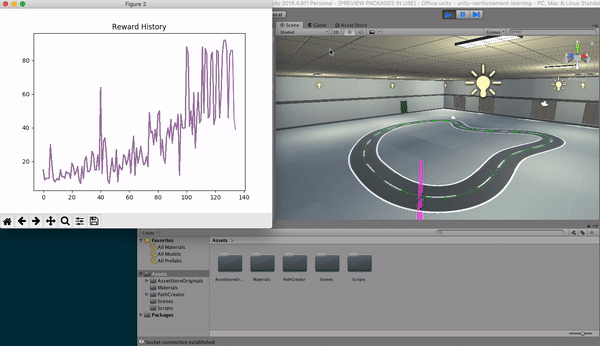 Figure 2
Unity 2018.4.6f1 Personal - [PREVIEW PACKAGES IN USE] - Office.unity - unity-reinforcement-learning - PC, Mac & Linux Standal
Reward History
80
60
40
20
0
20
40
60
80
100
120
140
Scene
Game
Asset Store
Shaded
2D
Gizmos
Create
Favorites
All Materials
All Models
All Prefabs
Assets
AssetStoreOriginals
Materials
PathCreator
Scenes
Scripts
Packages
Assets
AssetStoreOr...
Materials
PathCreator
Scenes
Scripts
Socket connection established